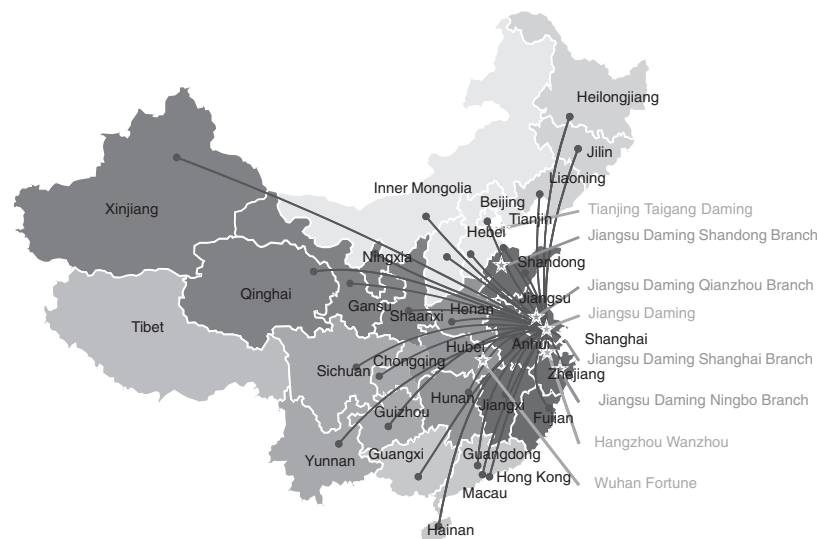 Heilongjiang
Jilin
Liaoning
Inner Mongolia
Beijing
Tianjin
Tianjing Taigang Daming
Xinjiang
Hebei
Jiangsu Daming Shandong Branch
Ningxia
Shandong
Jiangsu Daming Qianzhou Branch
Qinghai
Gansu
Jiangsu
Shaanxi
Henan
Jiangsu Daming
Tibet
Anhui
Shanghai
Hubei
Jiangsu Daming Shanghai Branch
Sichuan
Chongqing
Zhejiang
Hunan
Jiangxi
Jiangsu Daming Ningbo Branch
Guizhou
Fujian
Yunnan
Guangxi
Guangdong
Hangzhou Wanzhou
Hong Kong
Wuhan Fortune
Macau
Hainan